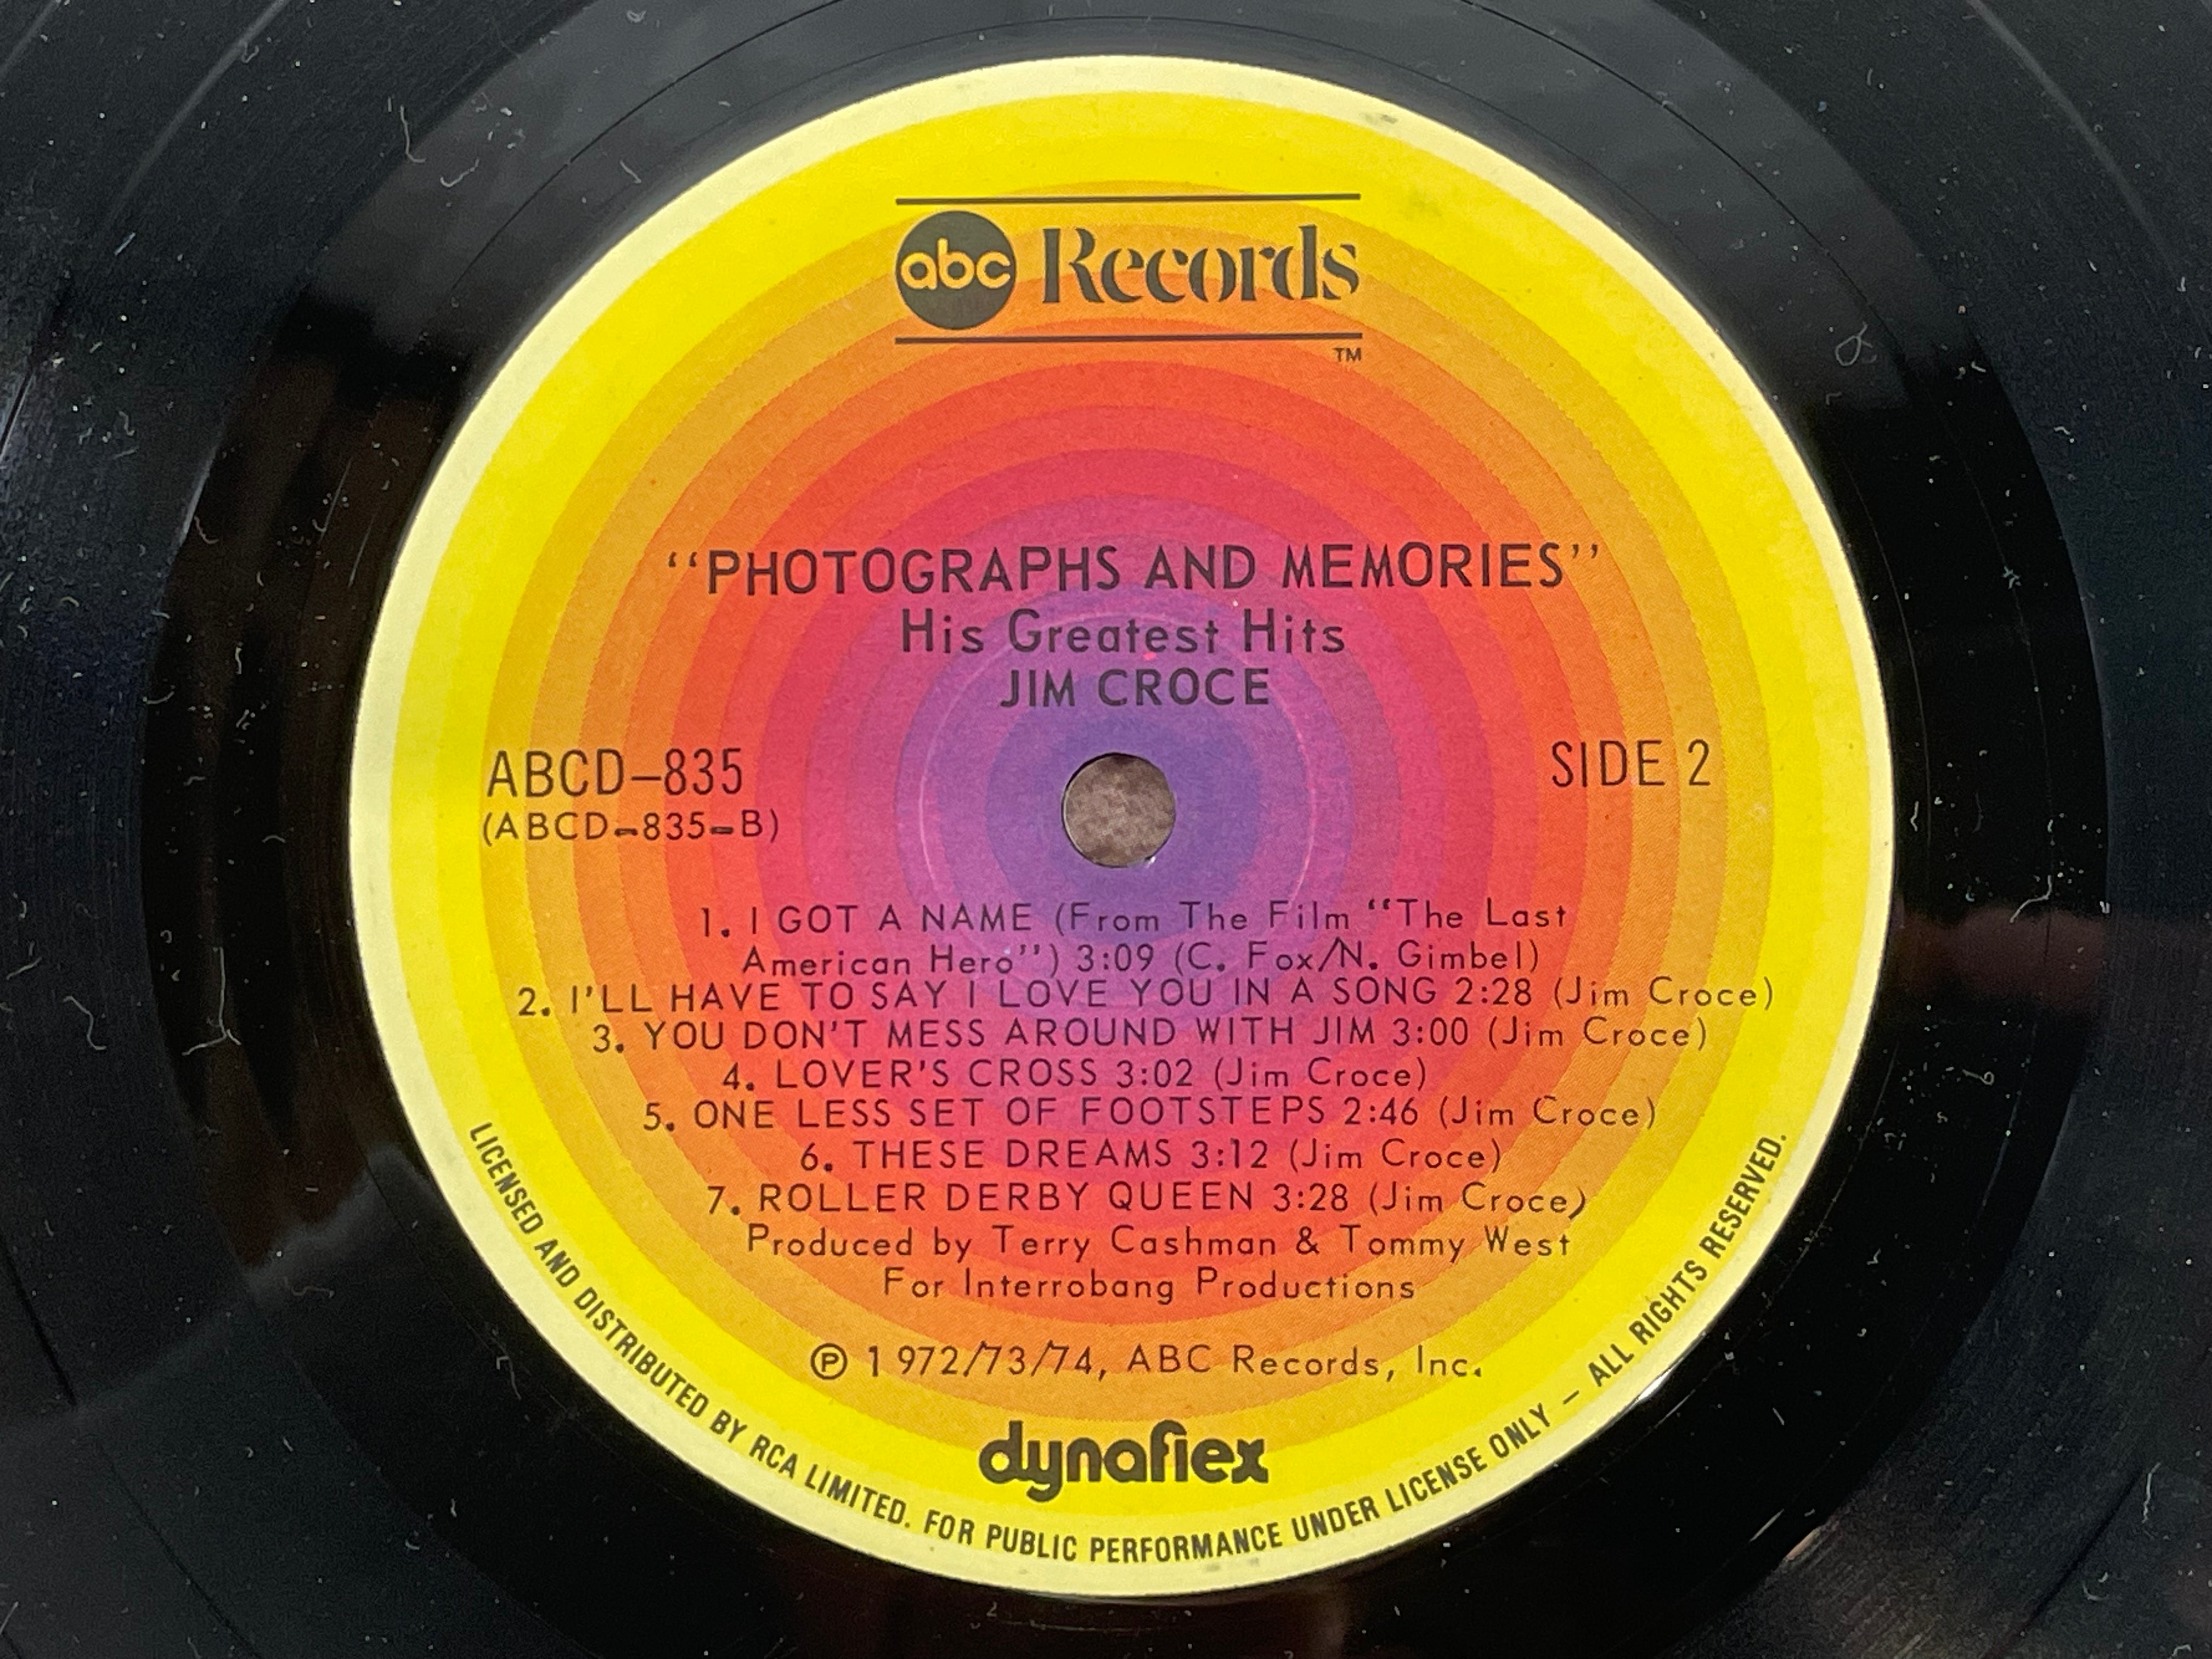 abc Records
TM
“PHOTOGRAPHS AND MEMORIES”
His Greatest Hits
JIM CROCE
ABCD-835
(ABCD-835-B)
SIDE 2
1. I GOT A NAME (From The Film “The Last
American Hero”) 3:09 (C. Fox/N. Gimbel)
2. I'LL HAVE TO SAY I LOVE YOU IN A SONG 2:28 (Jim Croce)
3. YOU DON'T MESS AROUND WITH JIM 3:00 (Jim Croce)
4. LOVER'S CROSS 3:02 (Jim Croce)
5. ONE LESS SET OF FOOTSTEPS 2:46 (Jim Croce)
6. THESE DREAMS 3:12 (Jim Croce)
7. ROLLER DERBY QUEEN 3:28 (Jim Croce)
Produced by Terry Cashman & Tommy West
For Interrobang Productions
℗ 1972/73/74, ABC Records, Inc.
dynaflex
LICENSED AND DISTRIBUTED BY RCA LIMITED. FOR PUBLIC PERFORMANCE UNDER LICENSE ONLY — ALL RIGHTS RESERVED.